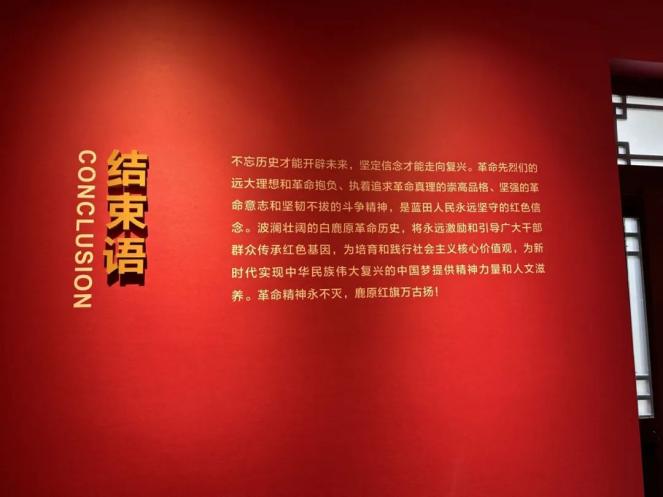 结束语
CONCLUSION
不忘历史才能开辟未来，坚定信念才能走向复兴。革命先烈们的
远大理想和革命抱负、执着追求革命真理的崇高品格、坚强的革
命意志和坚韧不拔的斗争精神，是蓝田人民永远坚守的红色信
念。波澜壮阔的白鹿原革命历史，将永远激励和引导广大干部
群众传承红色基因，为培育和践行社会主义核心价值观，为新
时代实现中华民族伟大复兴的中国梦提供精神力量和人文滋
养。革命精神永不灭，鹿原红旗万古扬！